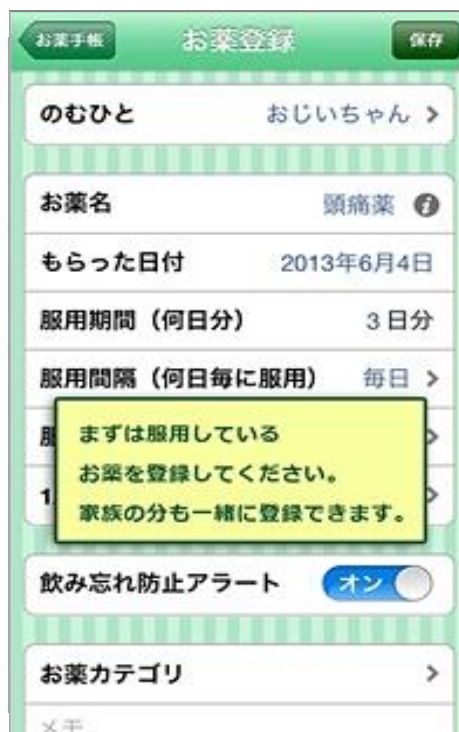 お薬手帳 お薬登録 保存
のむひと おじいちゃん
お薬名 頭痛薬
もらった日付 2013年6月4日
服用期間(何日分) 3日分
服用間隔(何日毎に服用) 毎日
まずは服用している
お薬を登録してください。
1
家族の分も一緒に登録できます。
飲み忘れ防止アラート オン
お薬カテゴリ
メモ